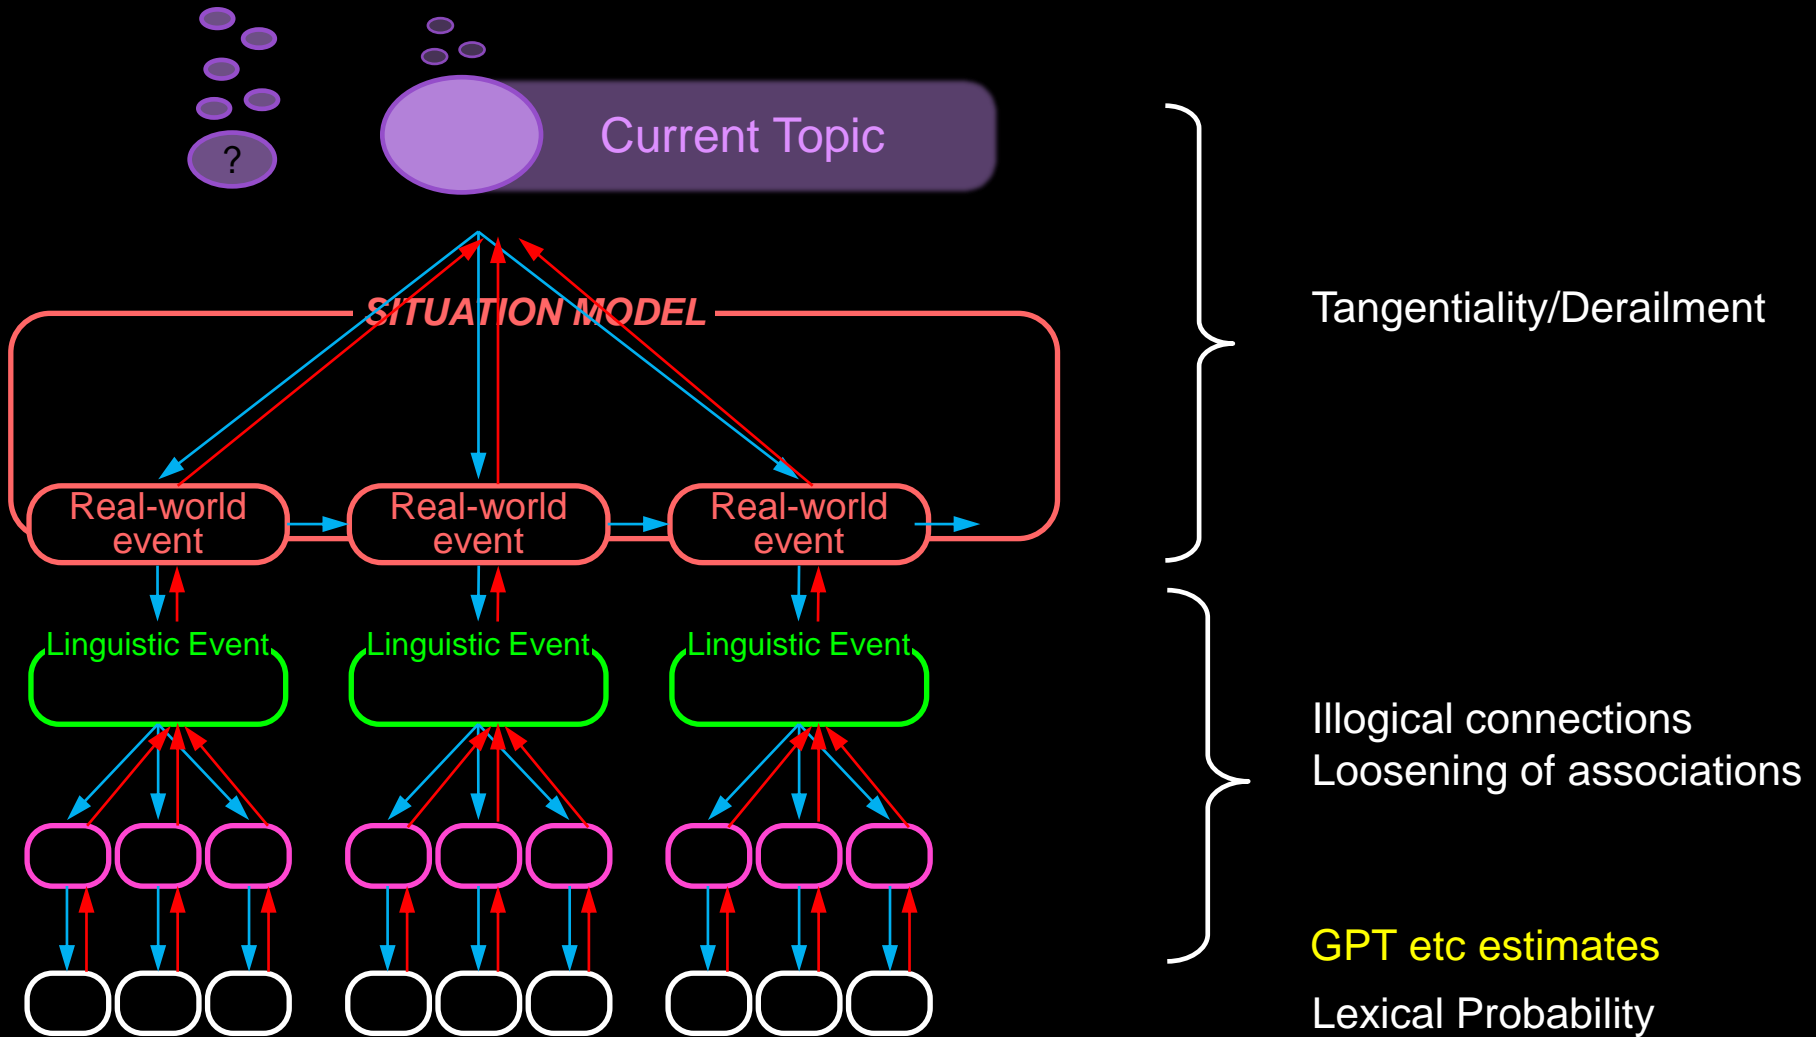 ?
Current Topic
SITUATION MODEL
Tangentiality/Derailment
Real-world
event
Real-world
event
Real-world
event
Linguistic Event
Linguistic Event
Linguistic Event
Illogical connections
Loosening of associations
GPT etc estimates
Lexical Probability